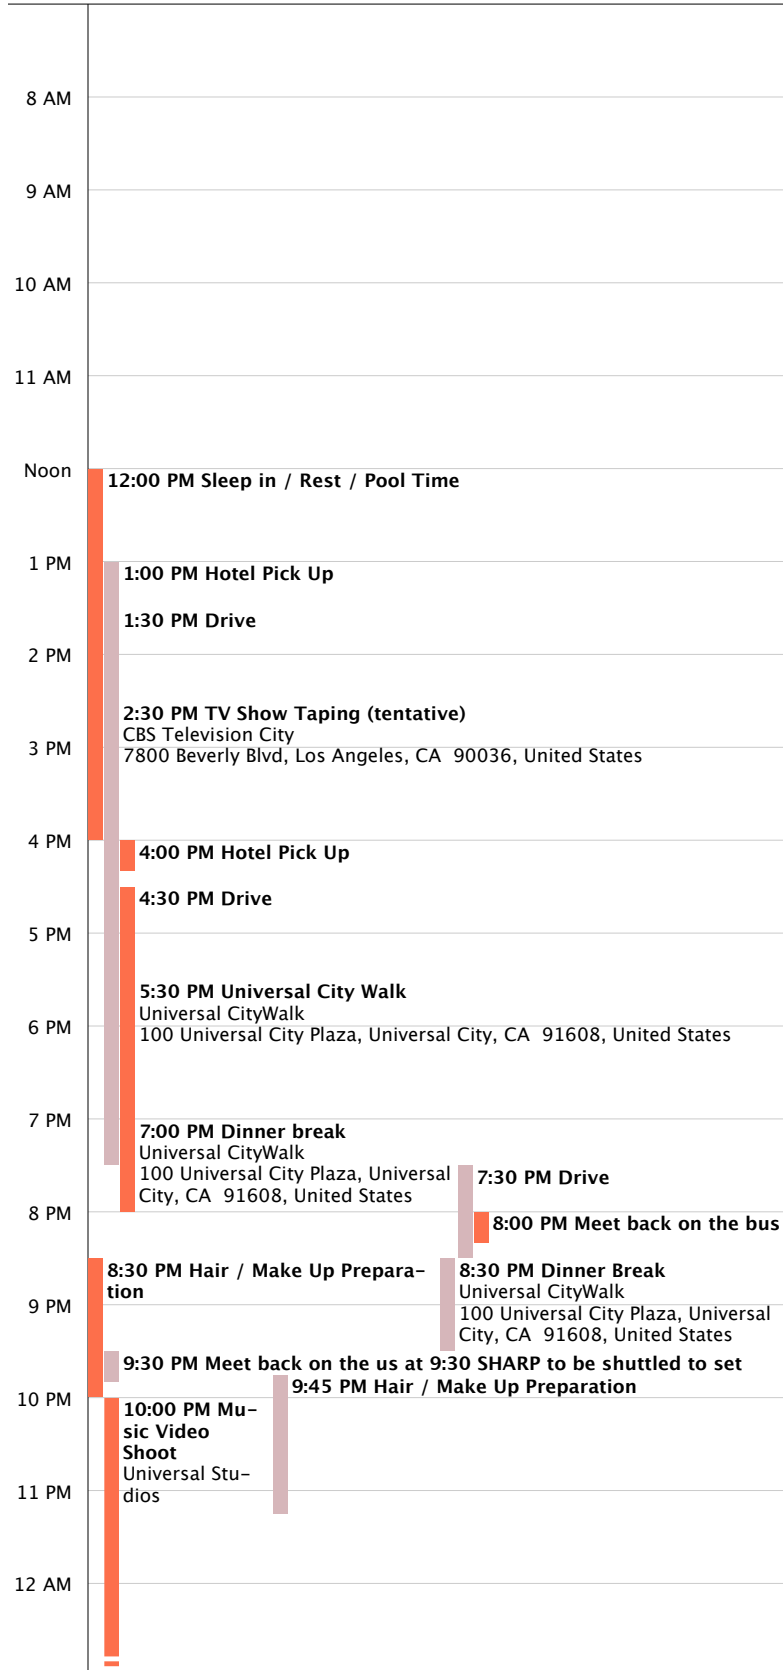 8 AM
9 AM
10 AM
11 AM
Noon
12:00 PM Sleep in / Rest / Pool Time
1 PM
1:00 PM Hotel Pick Up
1:30 PM Drive
2 PM
2:30 PM TV Show Taping (tentative)
CBS Television City
3 PM
7800 Beverly Blvd, Los Angeles, CA  90036, United States
4 PM
4:00 PM Hotel Pick Up
4:30 PM Drive
5 PM
5:30 PM Universal City Walk
Universal CityWalk
6 PM
100 Universal City Plaza, Universal City, CA  91608, United States
7 PM
7:00 PM Dinner break
Universal CityWalk
100 Universal City Plaza, Universal
City, CA  91608, United States
7:30 PM Drive
8 PM
8:00 PM Meet back on the bus
8:30 PM Hair / Make Up Prepara-
tion
8:30 PM Dinner Break
Universal CityWalk
100 Universal City Plaza, Universal
City, CA  91608, United States
9 PM
9:30 PM Meet back on the us at 9:30 SHARP to be shuttled to set
9:45 PM Hair / Make Up Preparation
10 PM
10:00 PM Mu-
sic Video
Shoot
Universal Stu-
dios
11 PM
12 AM